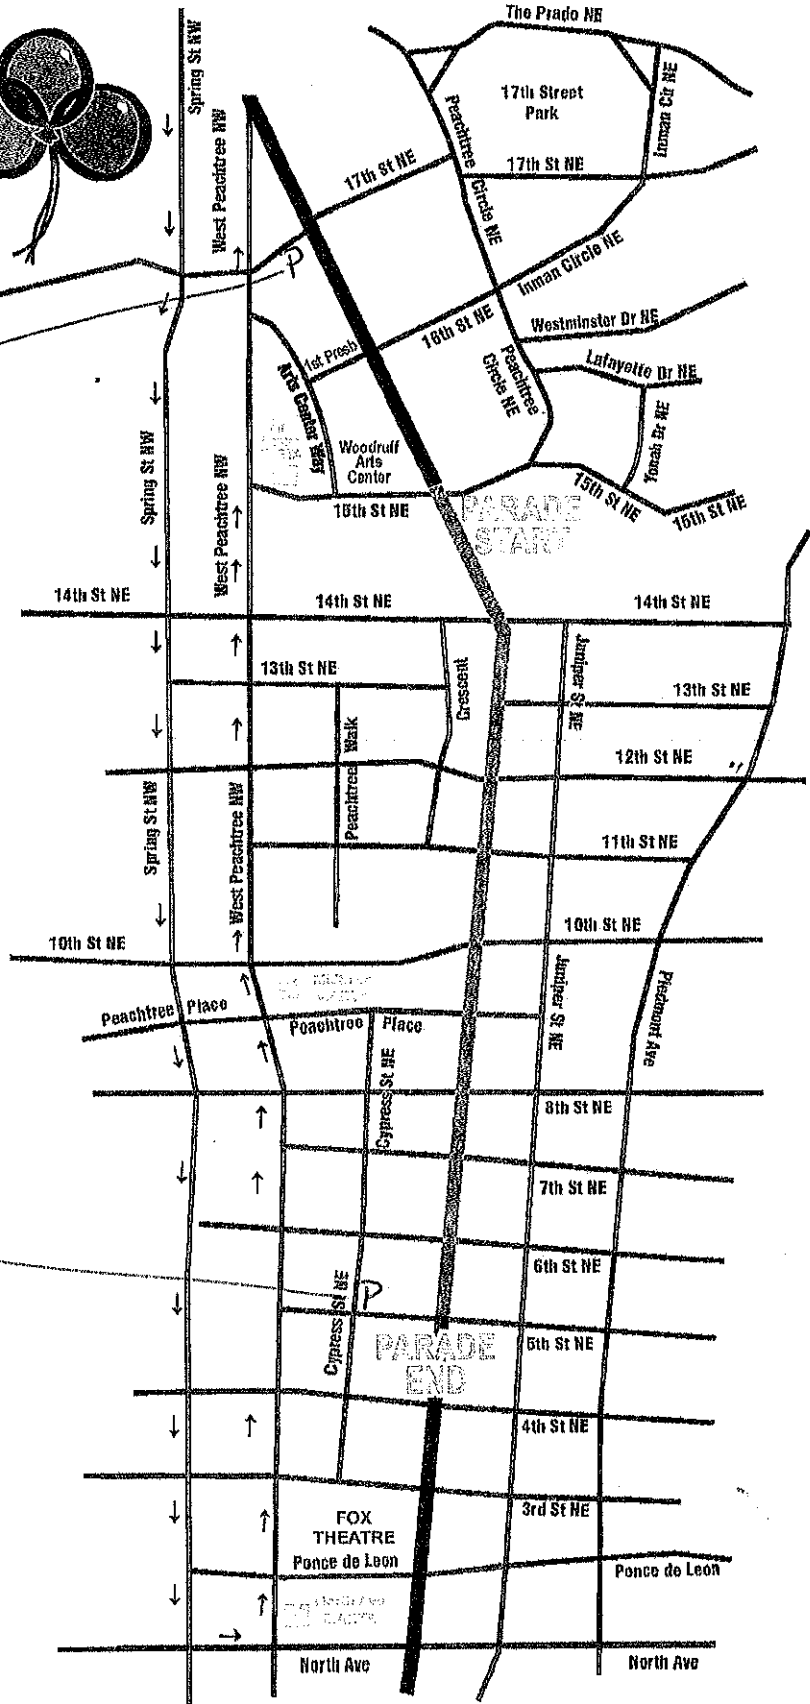 The Prado NE
Spring St NW
West Peachtree NW
17th Street
Park
Inman Cir NE
Peachtree
Circle NE
17th St NE
17th St NE
P
Inman Circle NE
16th St NE
1st Presb
Westminster Dr NE
Peachtree
Circle NE
Lafayette Dr NE
Yonah Dr NE
Arts Center Way
Woodruff
Arts
Center
Spring St NW
West Peachtree NW
15th St NE
15th St NE
15th St NE
PARADE
START
14th St NE
14th St NE
14th St NE
13th St NE
Crescent
Juniper St NE
13th St NE
Peachtree Walk
12th St NE
Spring St NW
West Peachtree NW
11th St NE
10th St NE
10th St NE
Peachtree Place
Peachtree Place
Juniper St NE
Piedmont Ave
Cypress St NE
8th St NE
7th St NE
6th St NE
Cypress St NE
P
5th St NE
PARADE
END
4th St NE
3rd St NE
FOX
THEATRE
Ponce de Leon
Ponce de Leon
North Ave
North Ave